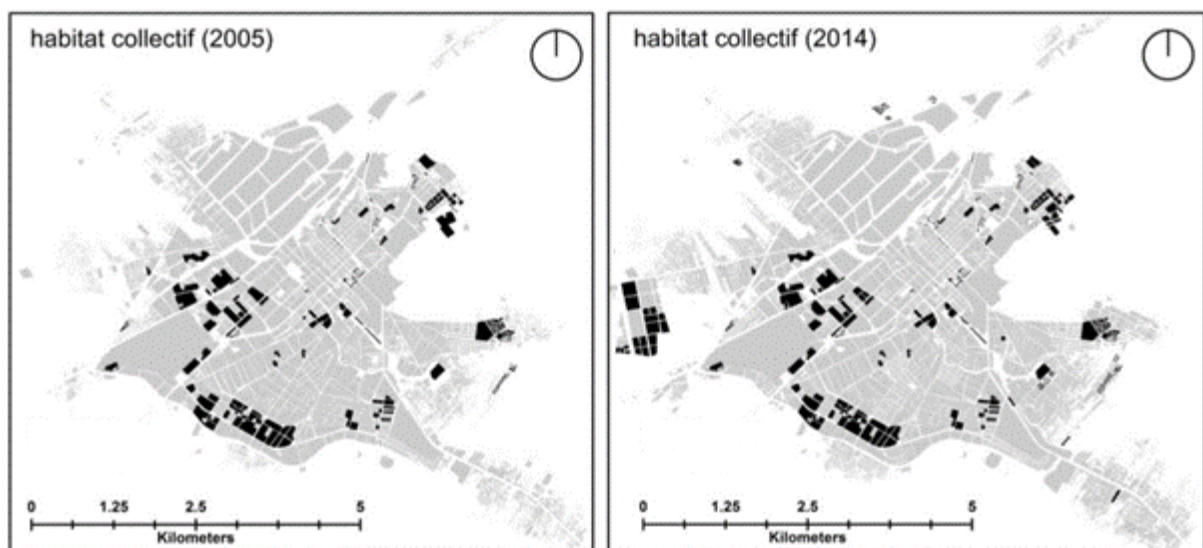 habitat collectif (2005)
0 1.25 2.5 5
Kilometers
habitat collectif (2014)
0 1.25 2.5 5
Kilometers